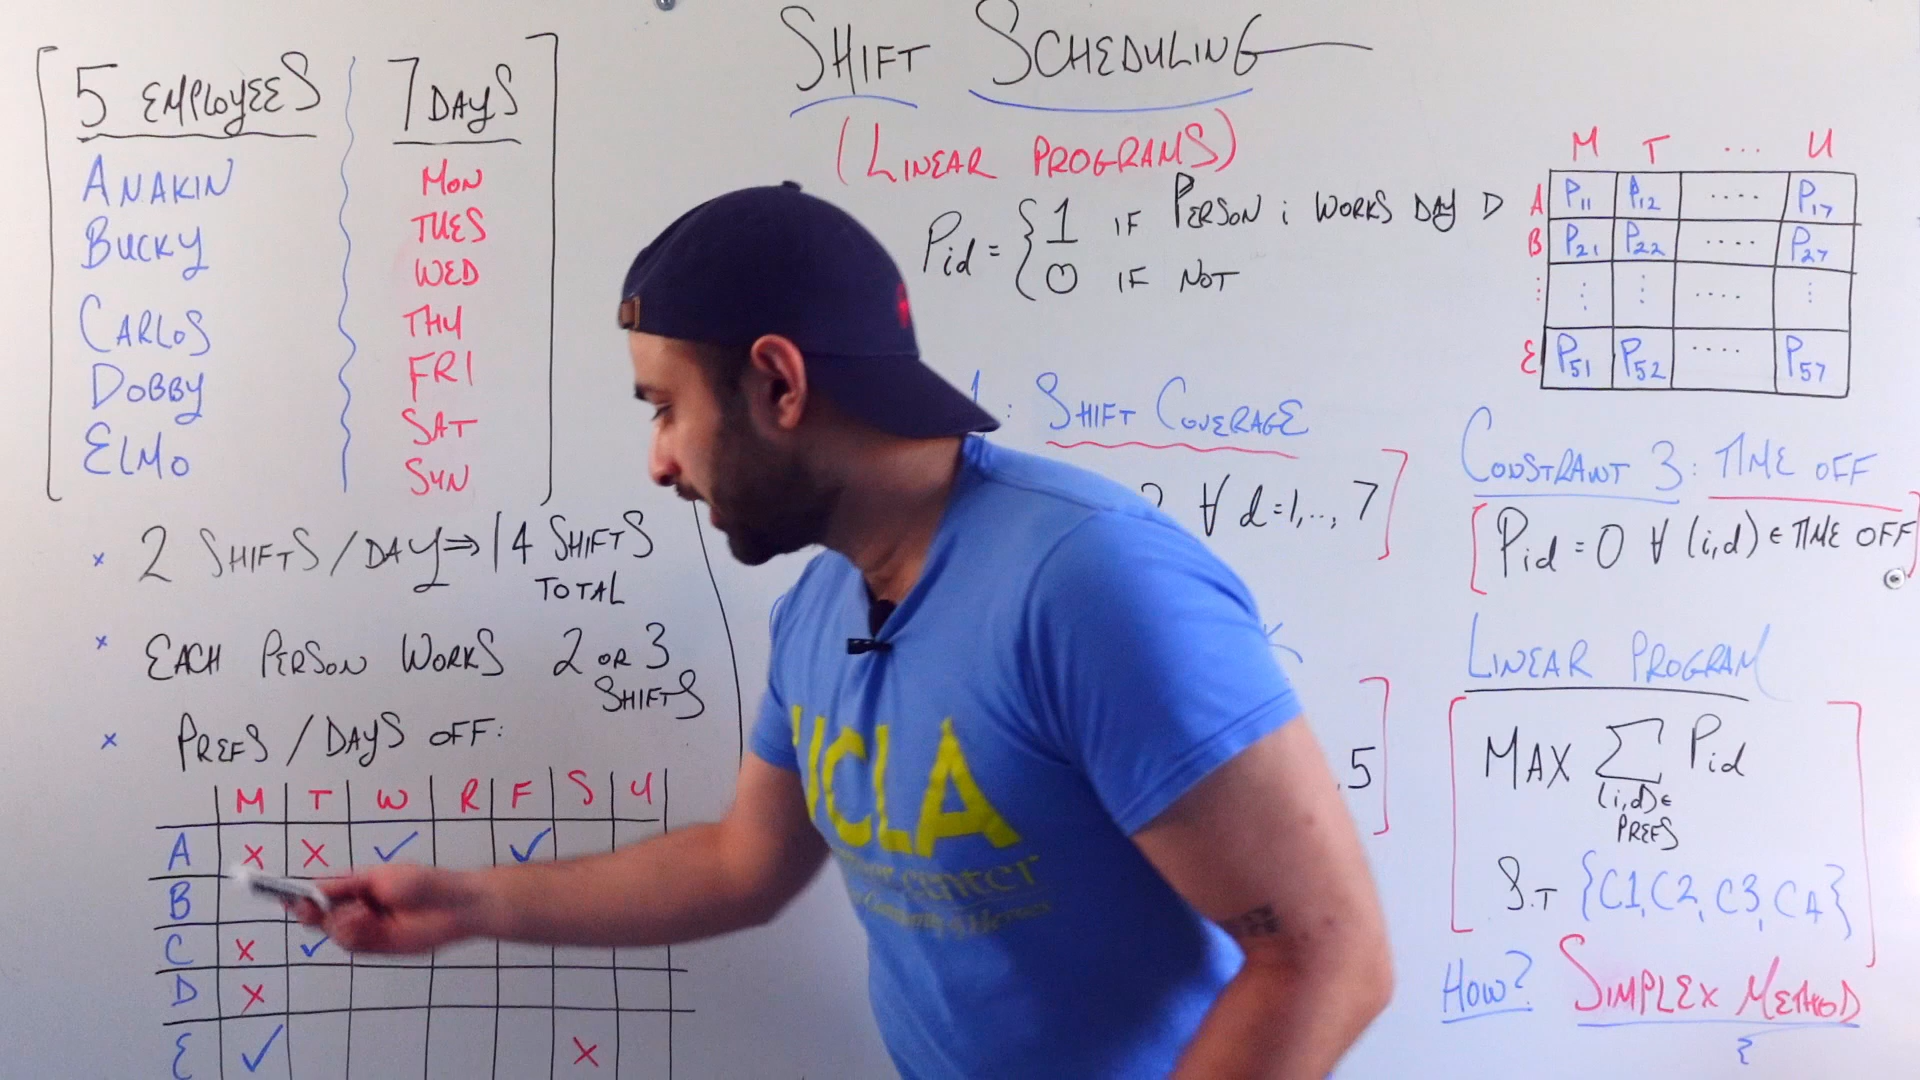 SHIFT SCHEDULING
(LINEAR PROGRAMS)
5 EMPLOYEES
ANAKIN
BUCKY
CARLOS
DOBBY
ELMO
7 DAYS
MON
TUES
WED
THU
FRI
SAT
SUN
x 2 SHIFTS / DAY ⇒ 14 SHIFTS
TOTAL
x EACH PERSON WORKS 2 OR 3
SHIFTS
x PREFS / DAYS OFF:
M T W R F S U
A x x ✓ ✓
B
C x ✓
D x
E ✓ x
Pid = { 1 IF PERSON i WORKS DAY D
0 IF NOT
1: SHIFT COVERAGE
∀ d=1,..,7
5
UCLA
M T ... U
A P11 P12 .... P17
B P21 P22 .... P27
⋮ ⋮ ⋮ .... ⋮
E P51 P52 .... P57
CONSTRAINT 3: TIME OFF
[Pid = 0 ∀ (i,d) ∈ TIME OFF]
LINEAR PROGRAM
MAX ∑ Pid
(i,d) ∈
PREFS
S.T {C1, C2, C3, C4}
HOW? SIMPLEX METHOD